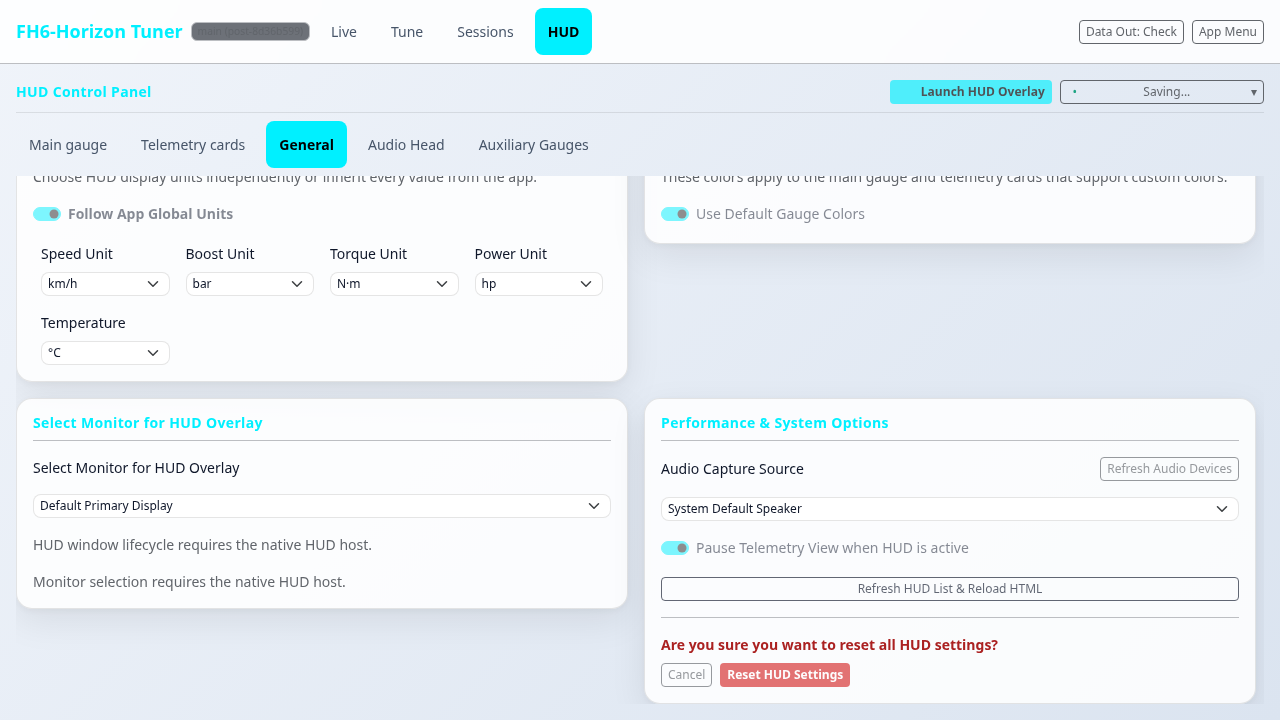 FH6-Horizon Tuner
Live
Tune
Sessions
HUD
Data Out: Check
App Menu
HUD Control Panel
Launch HUD Overlay
Saving...
Main gauge
Telemetry cards
General
Audio Head
Auxiliary Gauges
Choose HUD display units independently or inherit every value from the app.
Follow App Global Units
Speed Unit
Boost Unit
Torque Unit
Power Unit
km/h
bar
N·m
hp
Temperature
°C
These colors apply to the main gauge and telemetry cards that support custom colors.
Use Default Gauge Colors
Select Monitor for HUD Overlay
Select Monitor for HUD Overlay
Default Primary Display
HUD window lifecycle requires the native HUD host.
Monitor selection requires the native HUD host.
Performance & System Options
Audio Capture Source
Refresh Audio Devices
System Default Speaker
Pause Telemetry View when HUD is active
Refresh HUD List & Reload HTML
Are you sure you want to reset all HUD settings?
Cancel
Reset HUD Settings